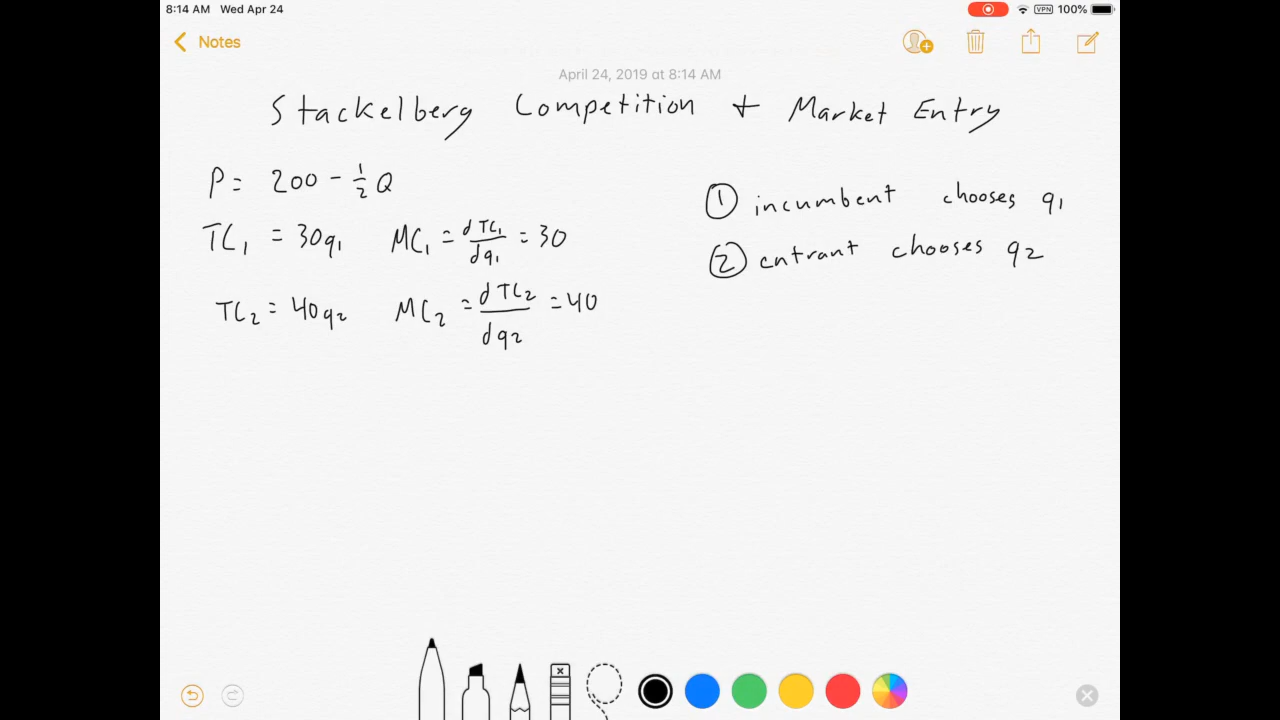 8:14 AM Wed Apr 24
VPN 100%
Notes
April 24, 2019 at 8:14 AM
Stackelberg Competition + Market Entry
P = 200 - 1/2 Q
TC₁ = 30q₁ MC₁ = dTC₁/dq₁ = 30
TC₂ = 40q₂ MC₂ = dTC₂/dq₂ = 40
① incumbent chooses q₁
② entrant chooses q₂